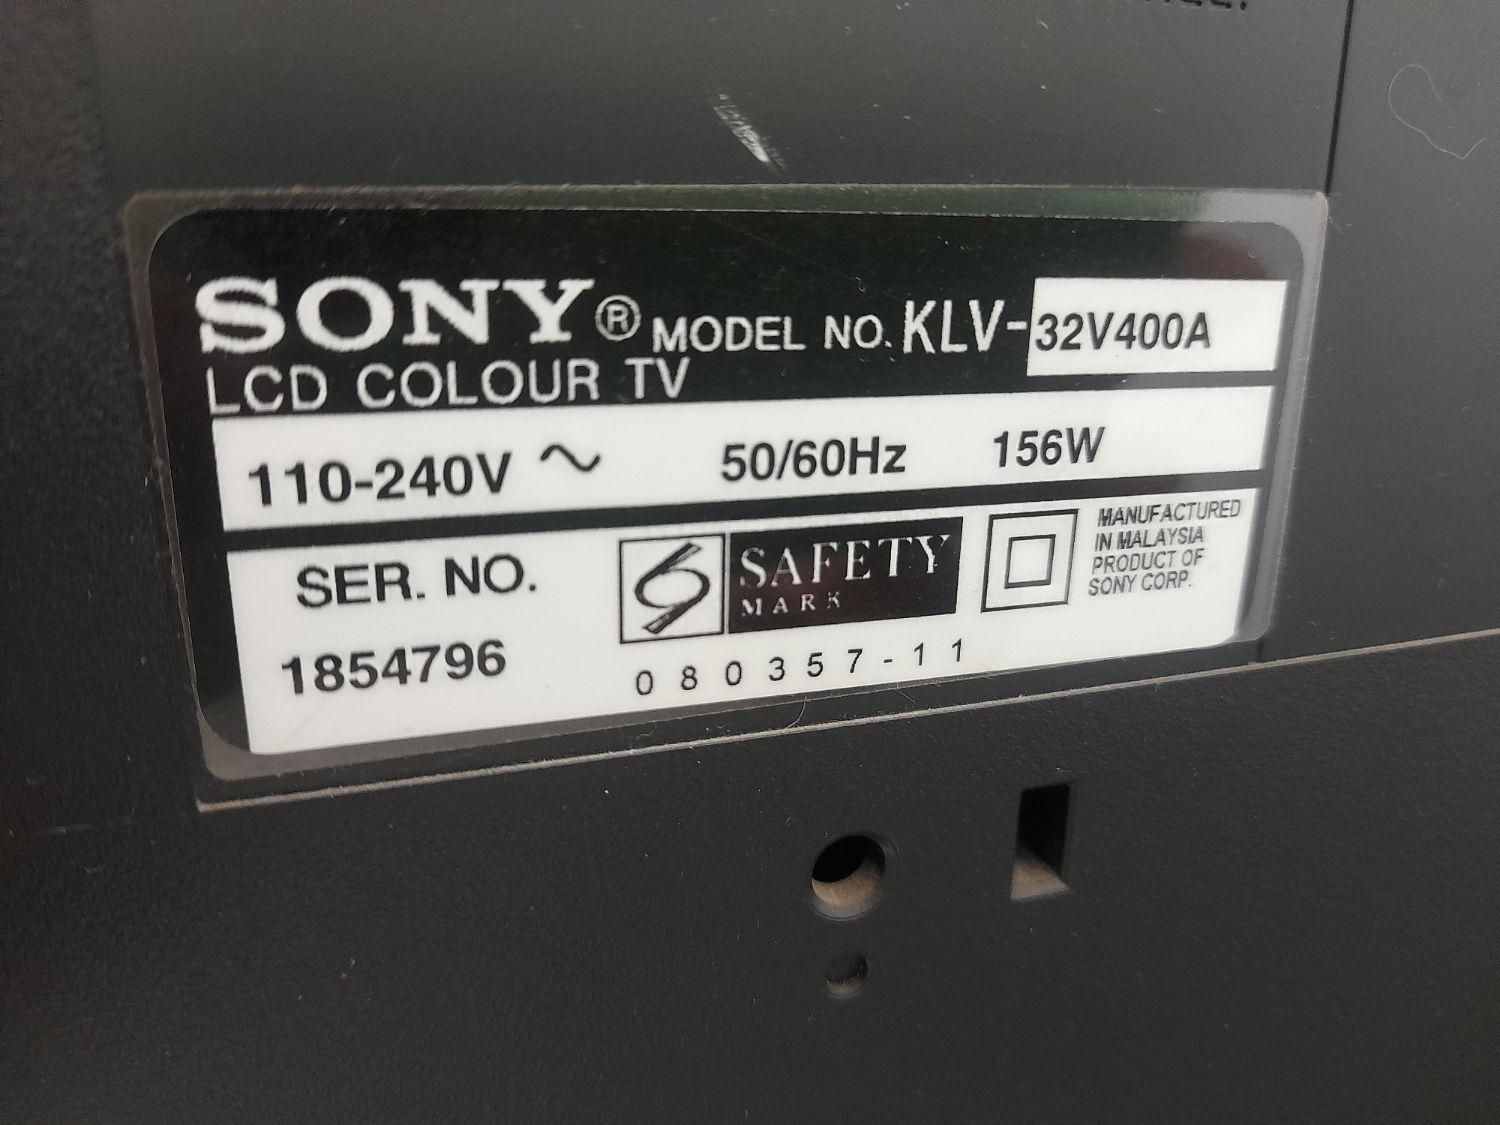 SONY® MODEL NO. KLV-32V400A
LCD COLOUR TV
110-240V ~ 50/60Hz 156W
SER. NO.
1854796
SAFETY
MARK
080357-11
MANUFACTURED
IN MALAYSIA
PRODUCT OF
SONY CORP.